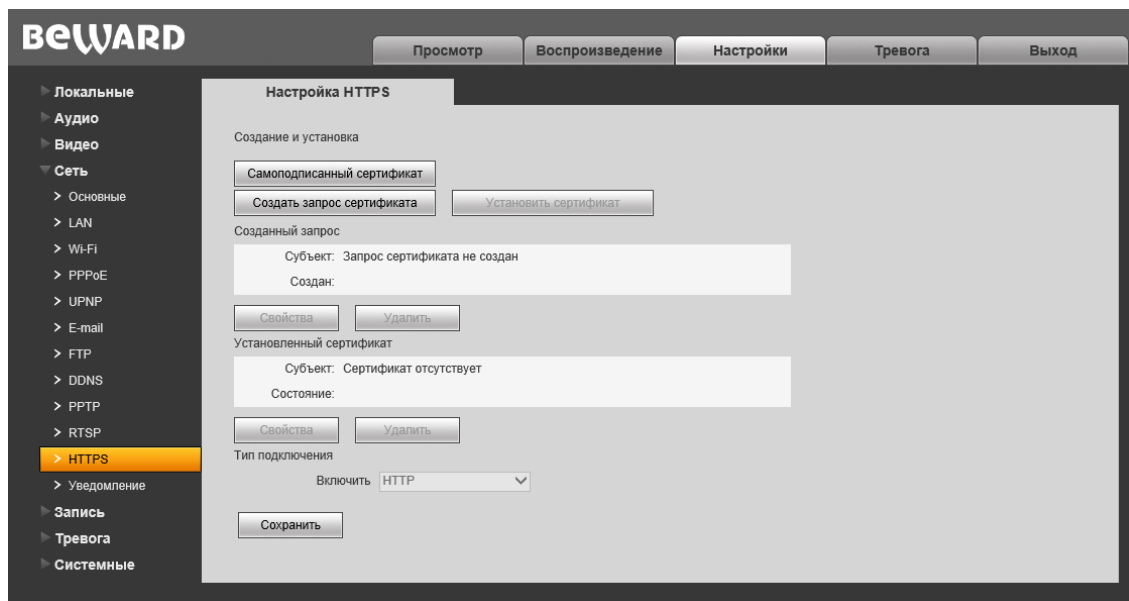 BEWARD
Просмотр Воспроизведение Настройки Тревога Выход
Локальные
Аудио
Видео
Сеть
> Основные
> LAN
> Wi-Fi
> PPPoE
> UPNP
> E-mail
> FTP
> DDNS
> PPTP
> RTSP
> HTTPS
> Уведомление
Запись
Тревога
Системные
Настройка HTTPS
Создание и установка
Самоподписанный сертификат
Создать запрос сертификата Установить сертификат
Созданный запрос
Субъект: Запрос сертификата не создан
Создан:
Свойства Удалить
Установленный сертификат
Субъект: Сертификат отсутствует
Состояние:
Свойства Удалить
Тип подключения
Включить HTTP
Сохранить